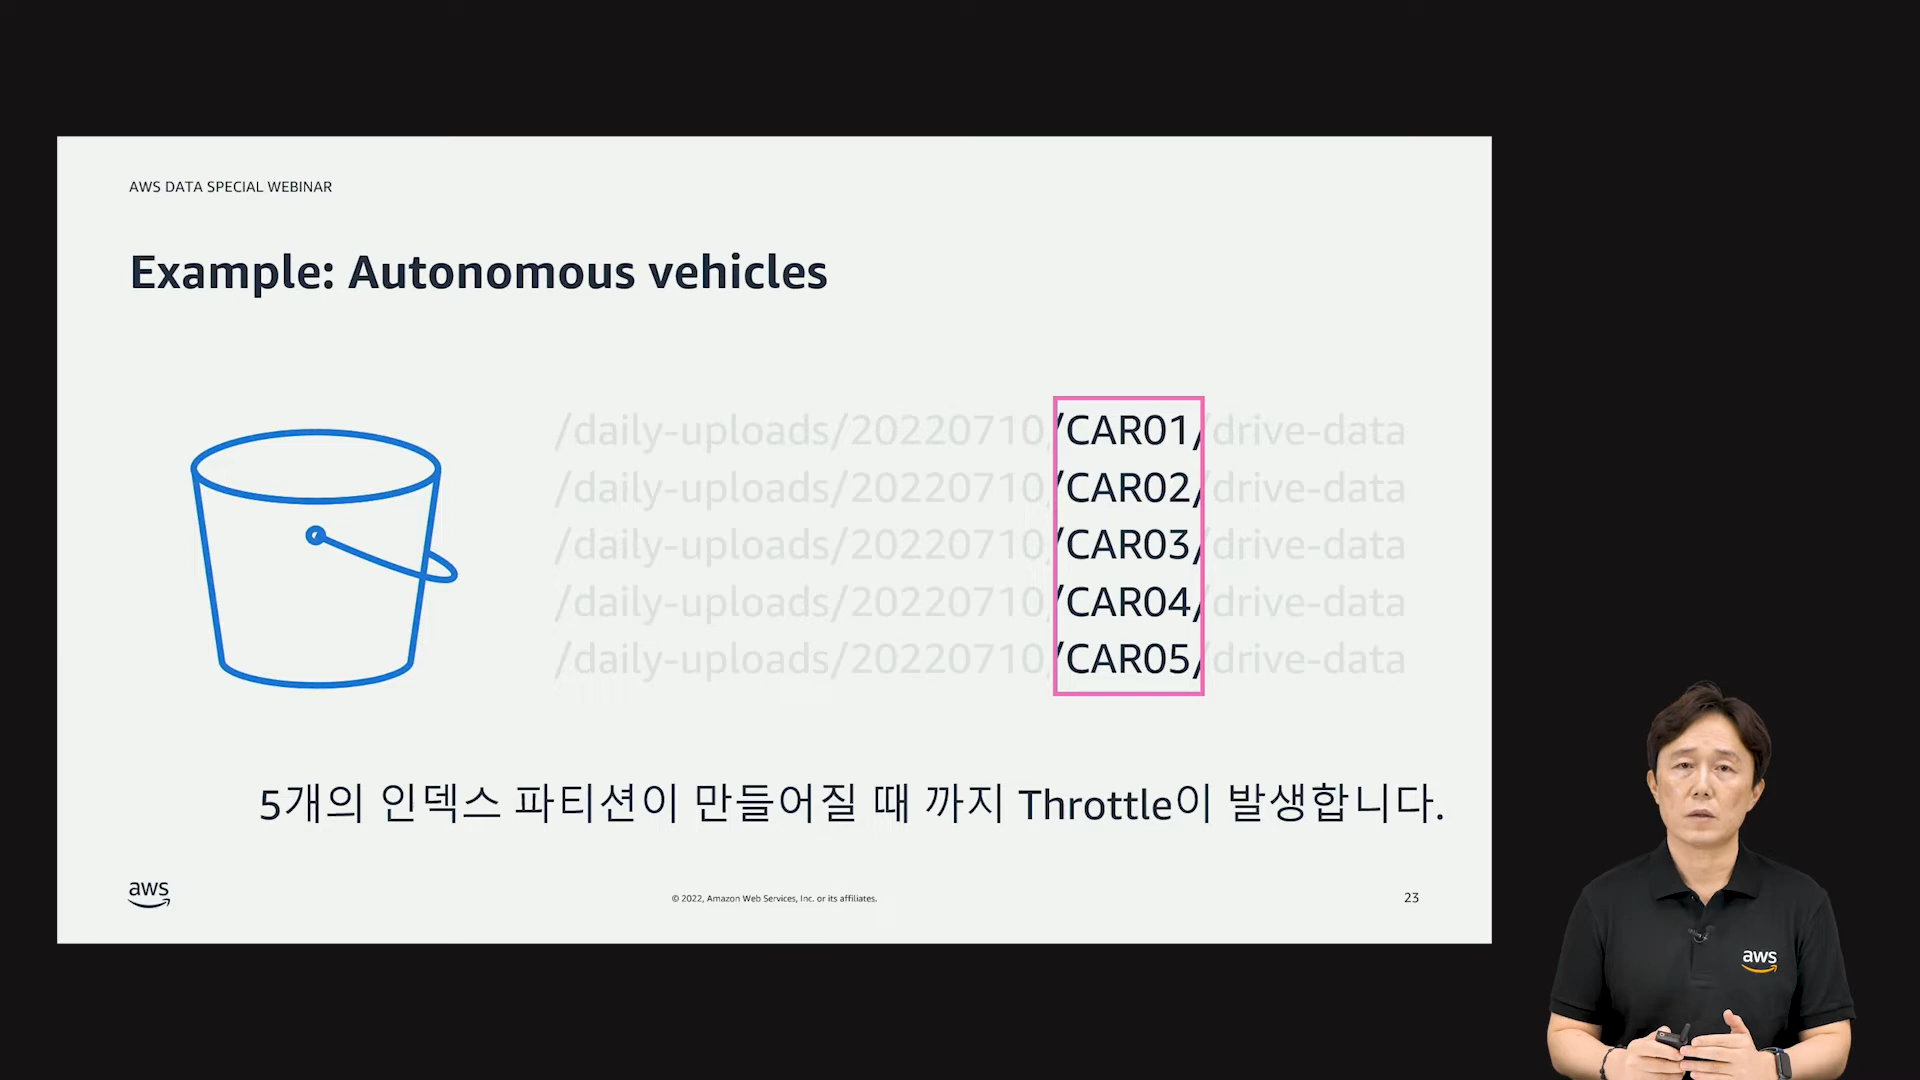 AWS DATA SPECIAL WEBINAR
Example: Autonomous vehicles
/daily-uploads/20220710//CAR01//drive-data
/daily-uploads/20220710//CAR02//drive-data
/daily-uploads/20220710//CAR03//drive-data
/daily-uploads/20220710//CAR04//drive-data
/daily-uploads/20220710//CAR05//drive-data
5개의 인덱스 파티션이 만들어질 때 까지 Throttle이 발생합니다.
aws
© 2022, Amazon Web Services, Inc. or its affiliates.
23
aws